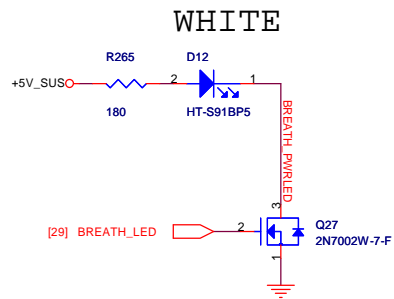 WHITE
R265
D12
+5V_SUS
2
1
180
HT-S91BP5
BREATH_PWRLED
3
[29] BREATH_LED
2
Q27
2N7002W-7-F
1